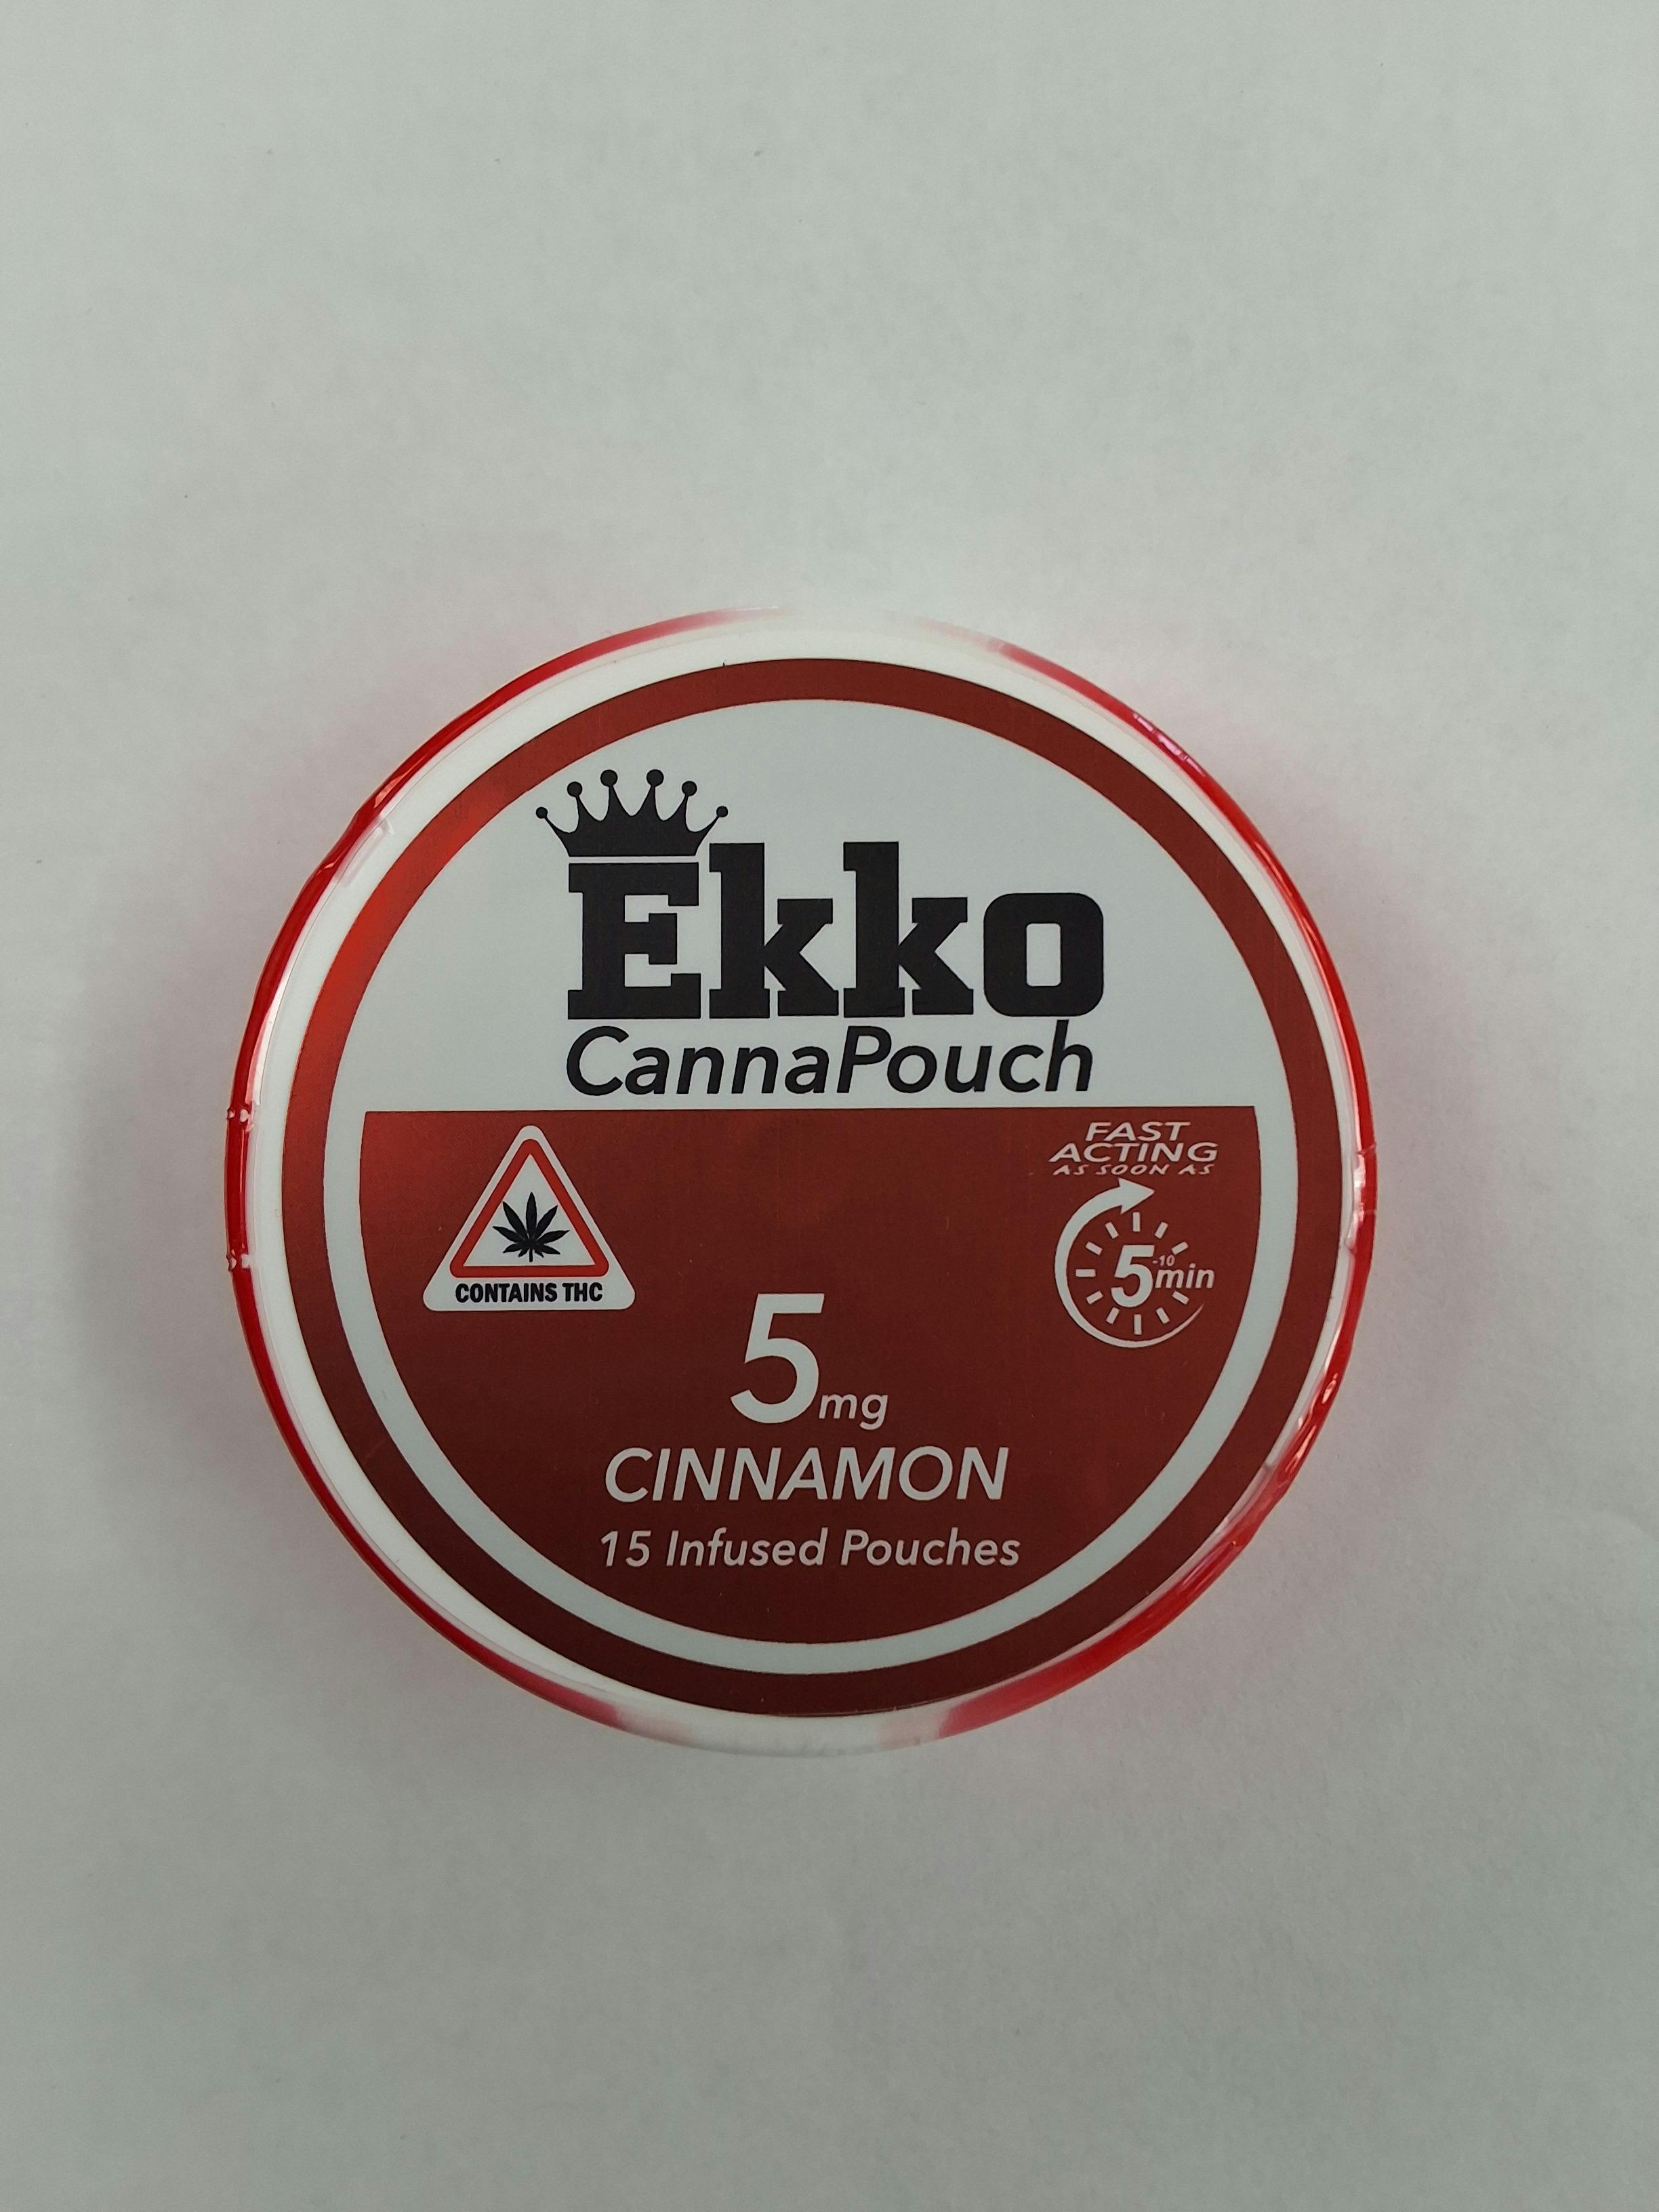 Ekko
CannaPouch
CONTAINS THC
FAST
ACTING
AS SOON AS
5-10 min
5mg
CINNAMON
15 Infused Pouches